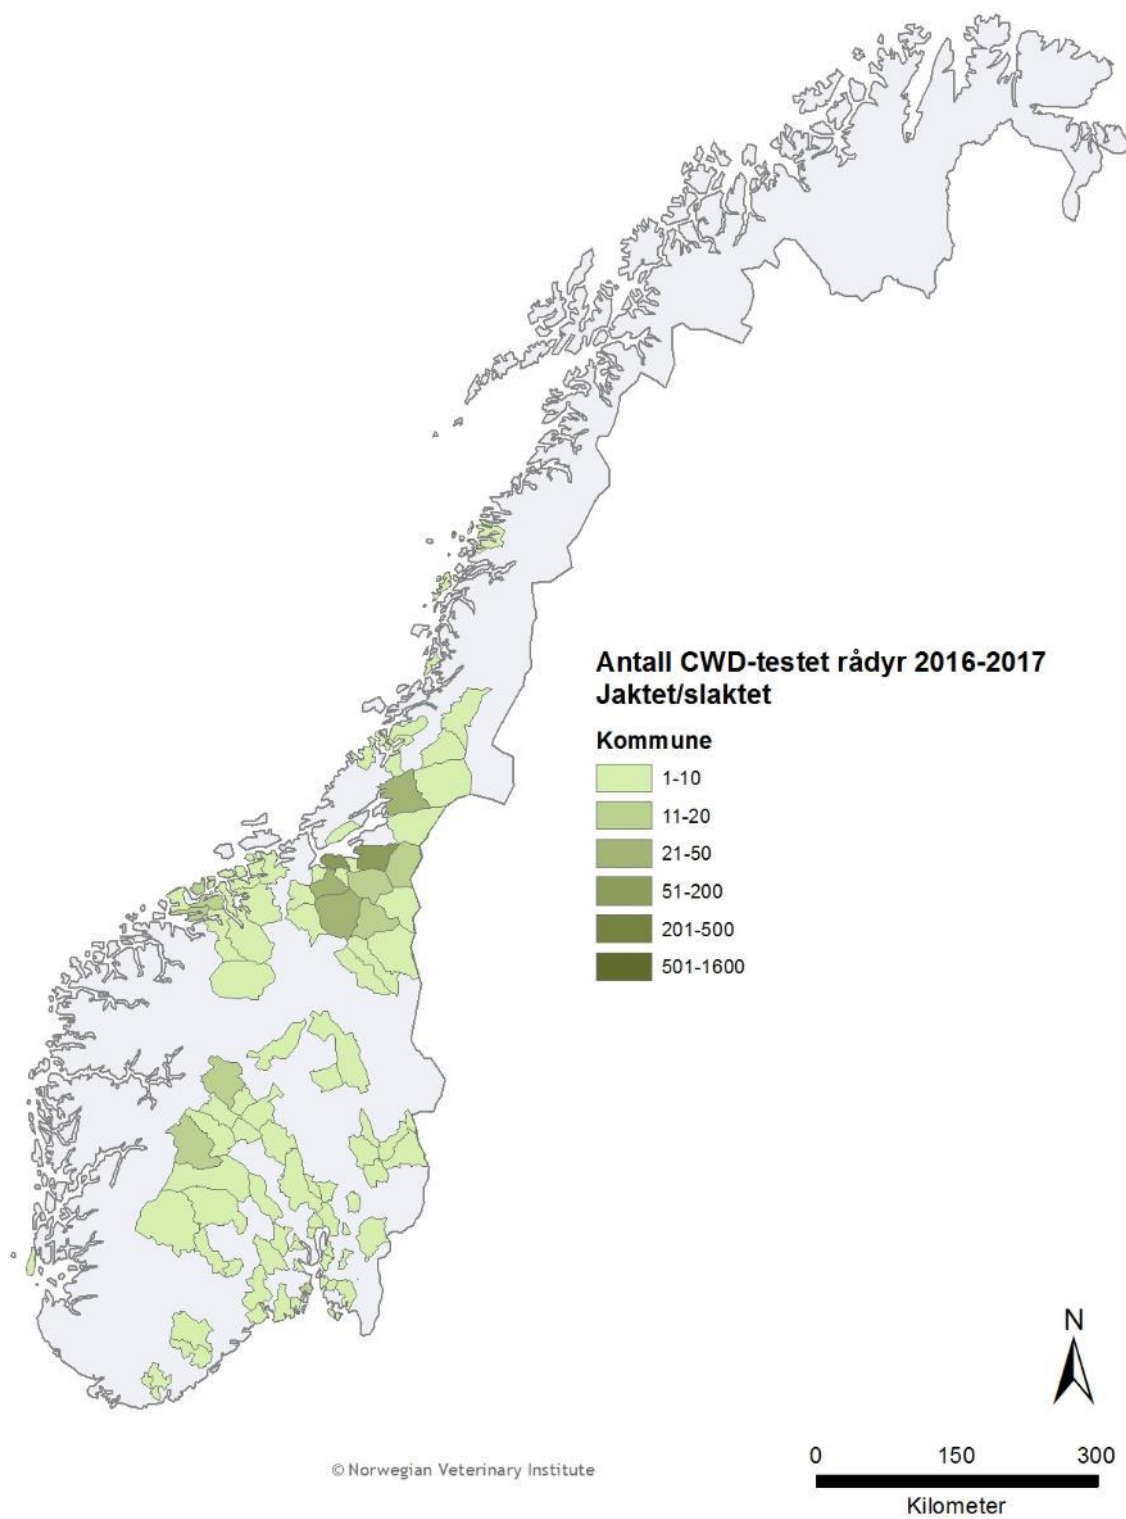 Antall CWD-testet rådyr 2016-2017
Jaktet/slaktet
Kommune
1-10
11-20
21-50
51-200
201-500
501-1600
N
0 150 300
Kilometer
© Norwegian Veterinary Institute